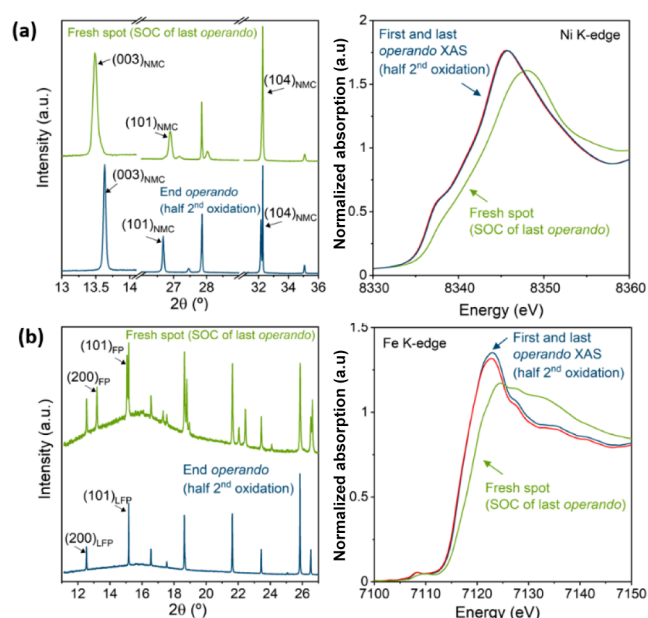 (a)
Fresh spot (SOC of last operando)
(003)NMC
(101)NMC
(104)NMC
(003)NMC
End operando
(half 2nd oxidation)
(101)NMC
(104)NMC
Intensity (a.u.)
13 13.5 14 27 28 32 34 36
2θ (º)
Ni K-edge
First and last
operando XAS
(half 2nd oxidation)
Fresh spot
(SOC of last operando)
Normalized absorption (a.u)
2
1.5
1
0.5
0
8330 8340 8350 8360
Energy (eV)
(b)
Fresh spot (SOC of last operando)
(101)FP
(200)FP
End operando
(half 2nd oxidation)
(101)LFP
(200)LFP
Intensity (a.u.)
12 14 16 18 20 22 24 26
2θ (º)
Fe K-edge
First and last
operando XAS
(half 2nd oxidation)
Fresh spot
(SOC of last operando)
Normalized absorption (a.u)
1.5
1
0.5
0
7100 7110 7120 7130 7140 7150
Energy (eV)